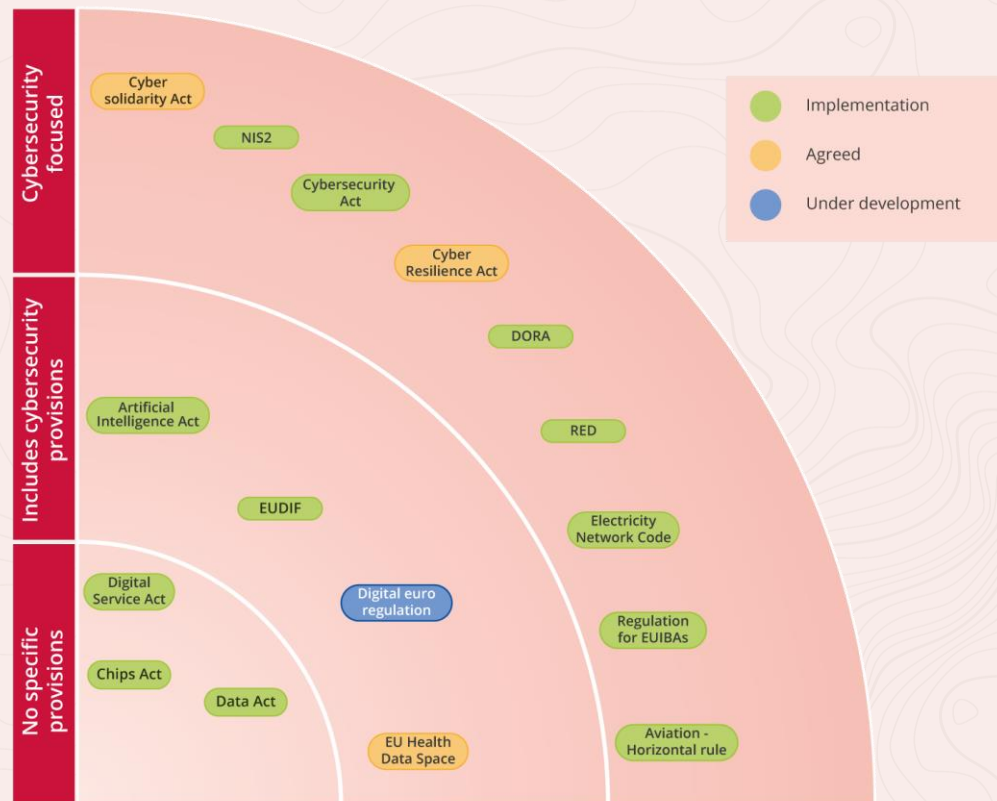 Cybersecurity
focused
Includes cybersecurity
provisions
No specific
provisions
Cyber
solidarity Act
NIS2
Cybersecurity
Act
Cyber
Resilience Act
DORA
RED
Electricity
Network Code
Regulation
for EUIBAs
Aviation -
Horizontal rule
Artificial
Intelligence Act
EUDIF
Digital euro
regulation
EU Health
Data Space
Digital
Service Act
Chips Act
Data Act
Implementation
Agreed
Under development